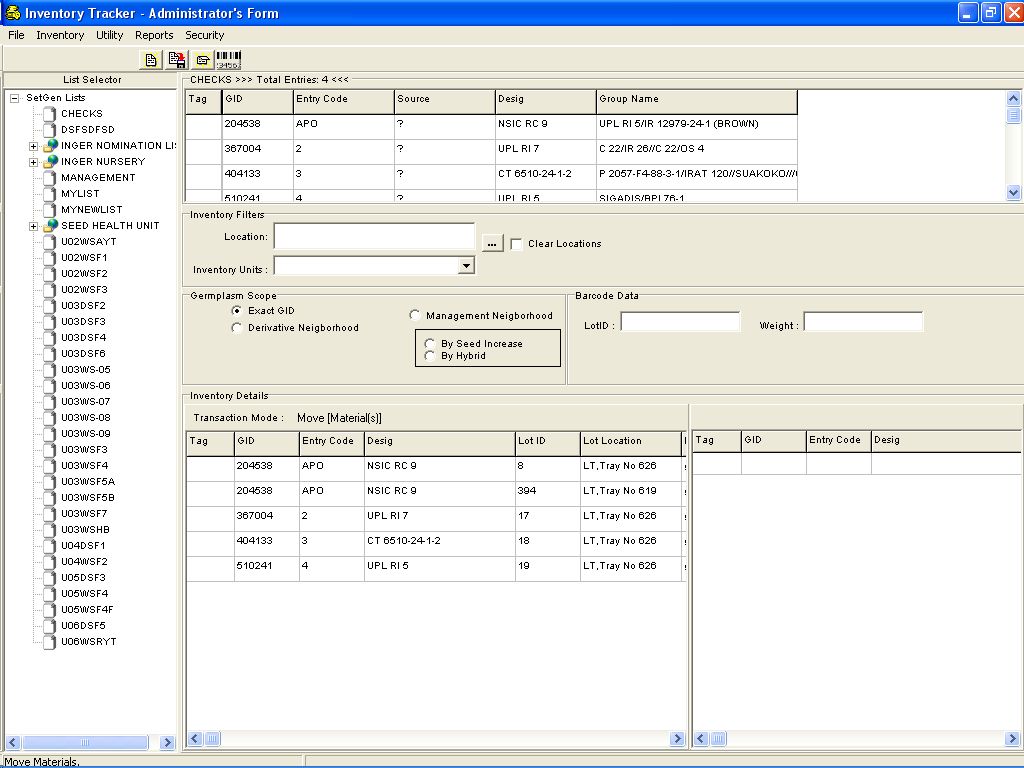 Inventory Tracker - Administrator's Form
File Inventory Utility Reports Security
List Selector
SetGen Lists
CHECKS
DSFSDFSD
INGER NOMINATION LIS
INGER NURSERY
MANAGEMENT
MYLIST
MYNEWLIST
SEED HEALTH UNIT
U02WSAYT
U02WSF1
U02WSF2
U02WSF3
U03DSF2
U03DSF3
U03DSF4
U03DSF6
U03WS-05
U03WS-06
U03WS-07
U03WS-08
U03WS-09
U03WSF3
U03WSF4
U03WSF5A
U03WSF5B
U03WSF7
U03WSHB
U04DSF1
U04WSF2
U05DSF3
U05WSF4
U05WSF4F
U06DSF5
U06WSRYT
CHECKS >>> Total Entries: 4 <<<
Tag GID Entry Code Source Desig Group Name
204538 APO ? NSIC RC 9 UPL RI 5/IR 12979-24-1 (BROWN)
367004 2 ? UPL RI 7 C 22/IR 26//C 22/OS 4
404133 3 ? CT 6510-24-1-2 P 2057-F4-88-3-1/IRAT 120//SUAKOKO///
510241 4 ? UPL RI 5 SIGADIS/BPI 76-1
Inventory Filters
Location:
... Clear Locations
Inventory Units :
Germplasm Scope
Exact GID
Derivative Neigborhood
Management Neigborhood
By Seed Increase
By Hybrid
Barcode Data
LotID : Weight :
Inventory Details
Transaction Mode : Move [Material(s)]
Tag GID Entry Code Desig Lot ID Lot Location
204538 APO NSIC RC 9 8 LT,Tray No 626
204538 APO NSIC RC 9 394 LT,Tray No 619
367004 2 UPL RI 7 17 LT,Tray No 626
404133 3 CT 6510-24-1-2 18 LT,Tray No 626
510241 4 UPL RI 5 19 LT,Tray No 626
Tag GID Entry Code Desig
Move Materials.